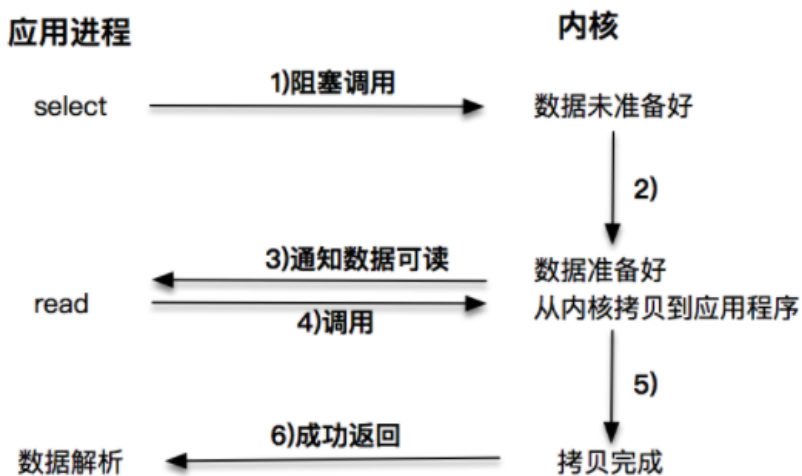 应用进程
内核
1)阻塞调用
select
数据未准备好
2)
3)通知数据可读
数据准备好
read
从内核拷贝到应用程序
4)调用
5)
6)成功返回
数据解析
拷贝完成